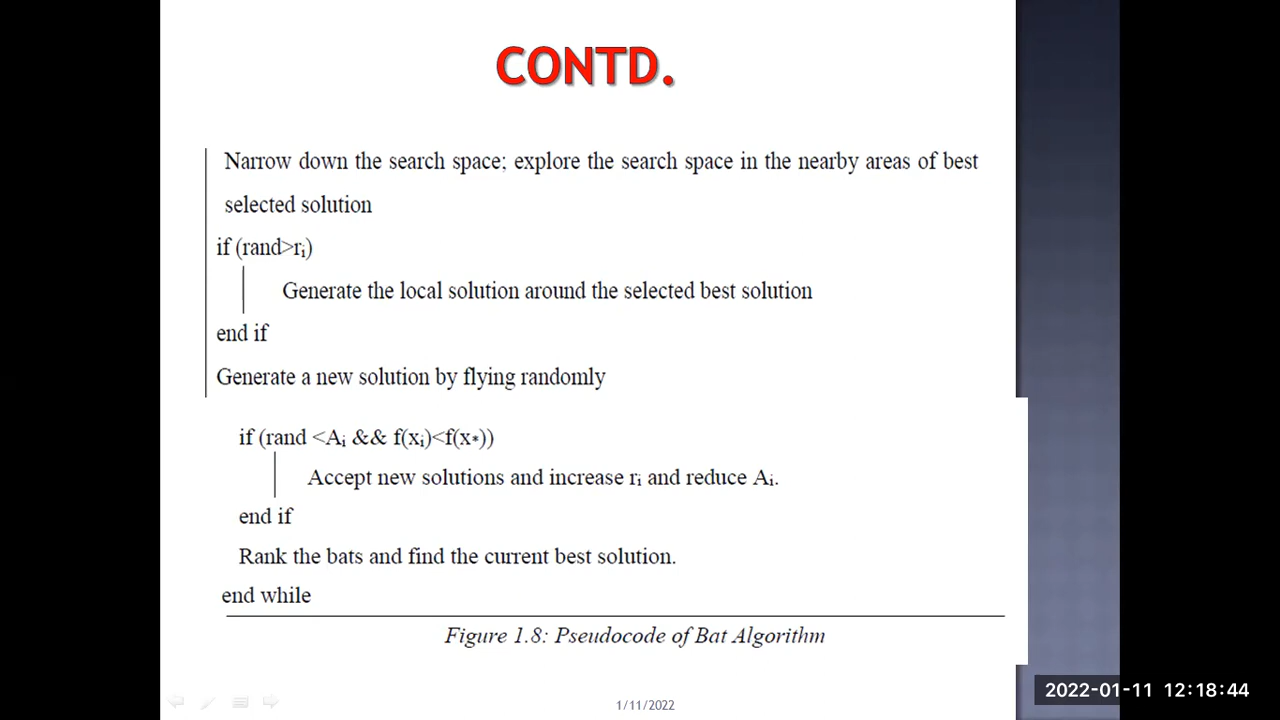 CONTD.
Narrow down the search space; explore the search space in the nearby areas of best
selected solution
if (rand>rᵢ)
Generate the local solution around the selected best solution
end if
Generate a new solution by flying randomly
if (rand <Aᵢ && f(xᵢ)<f(x*))
Accept new solutions and increase rᵢ and reduce Aᵢ.
end if
Rank the bats and find the current best solution.
end while
Figure 1.8: Pseudocode of Bat Algorithm
1/11/2022
2022-01-11 12:18:44